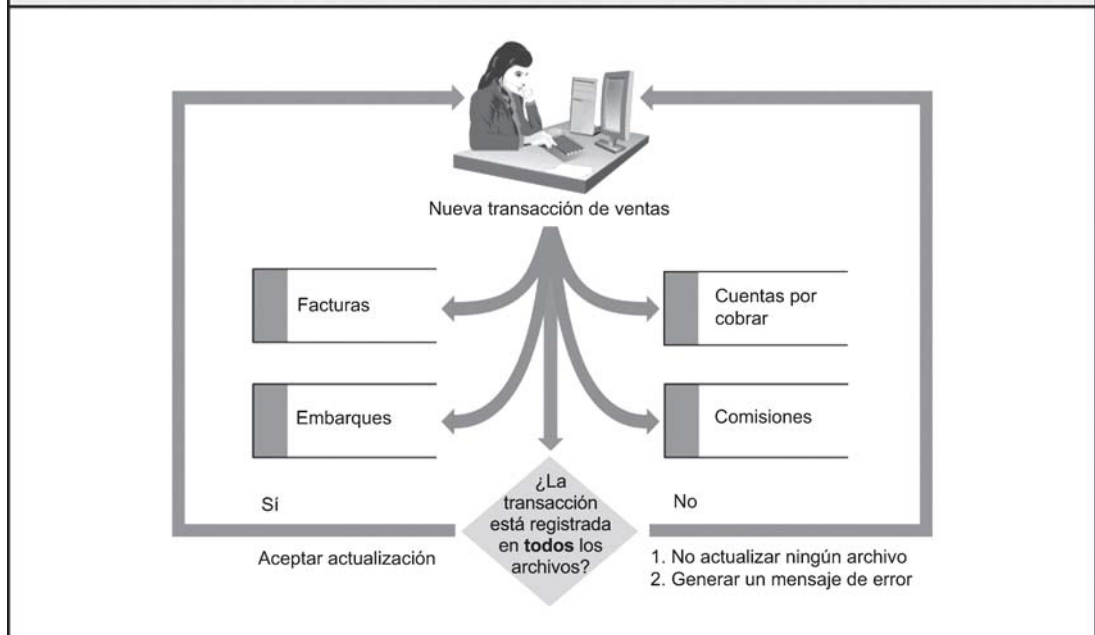 Nueva transacción de ventas
Facturas
Cuentas por
cobrar
Embarques
Comisiones
¿La
transacción
está registrada
en todos los
archivos?
Sí
Aceptar actualización
No
1. No actualizar ningún archivo
2. Generar un mensaje de error